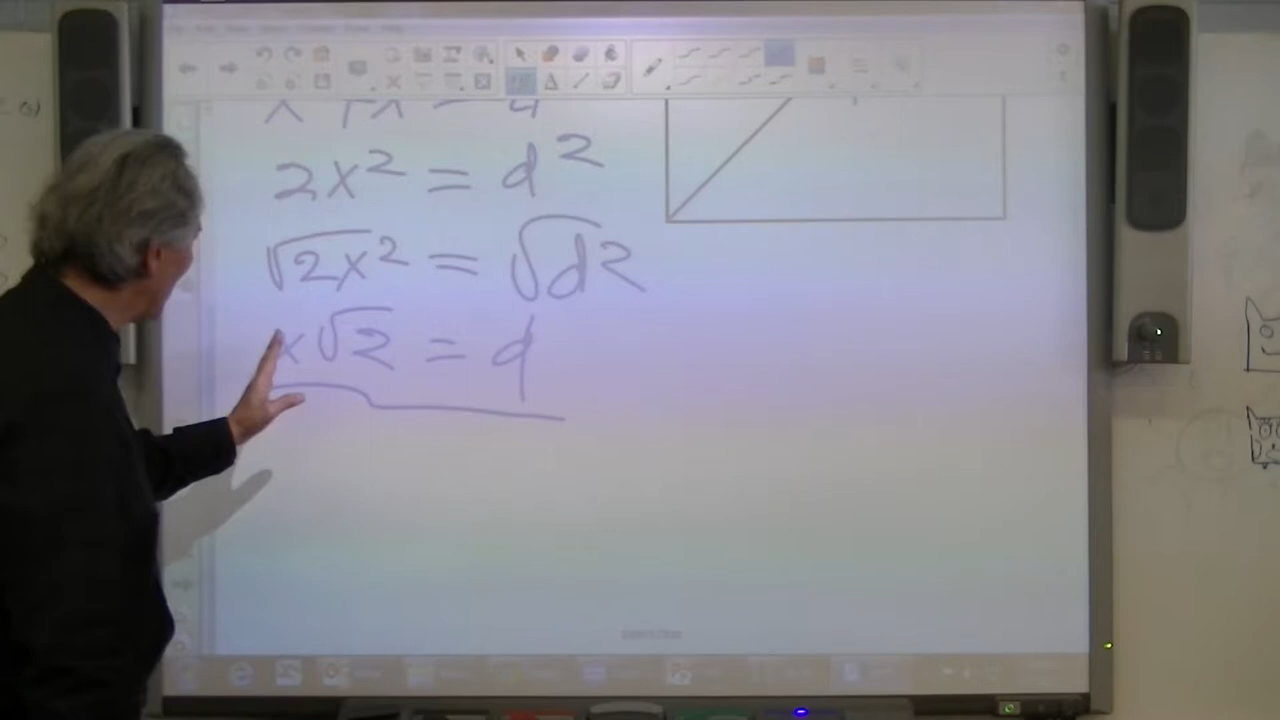 2x² = d²
√2x² = √d²
x√2 = d